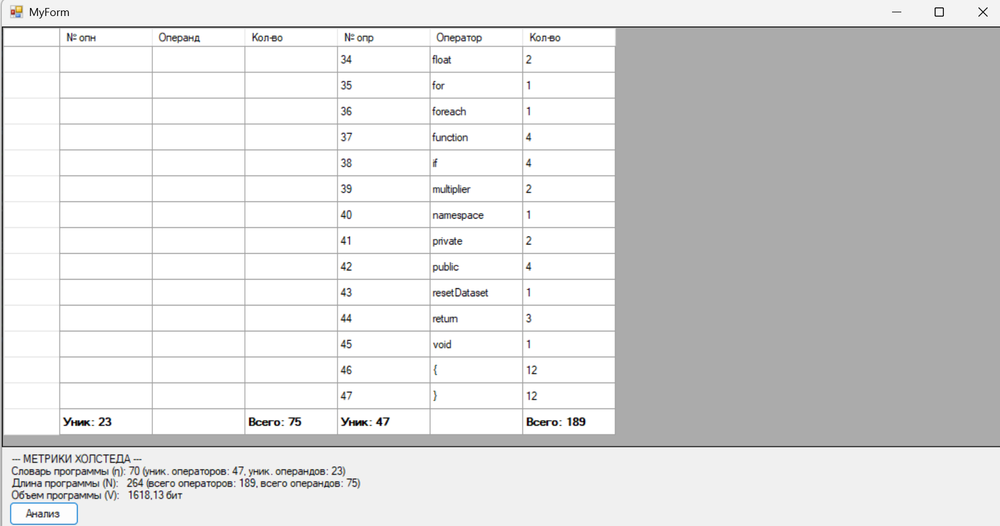 MyForm
№ опн Операнд Кол-во № опр Оператор Кол-во
34 float 2
35 for 1
36 foreach 1
37 function 4
38 if 4
39 multiplier 2
40 namespace 1
41 private 2
42 public 4
43 resetDataset 1
44 return 3
45 void 1
46 { 12
47 } 12
Уник: 23 Всего: 75 Уник: 47 Всего: 189
--- МЕТРИКИ ХОЛСТЕДА ---
Словарь программы (η): 70 (уник. операторов: 47, уник. операндов: 23)
Длина программы (N): 264 (всего операторов: 189, всего операндов: 75)
Объем программы (V): 1618,13 бит
Анализ